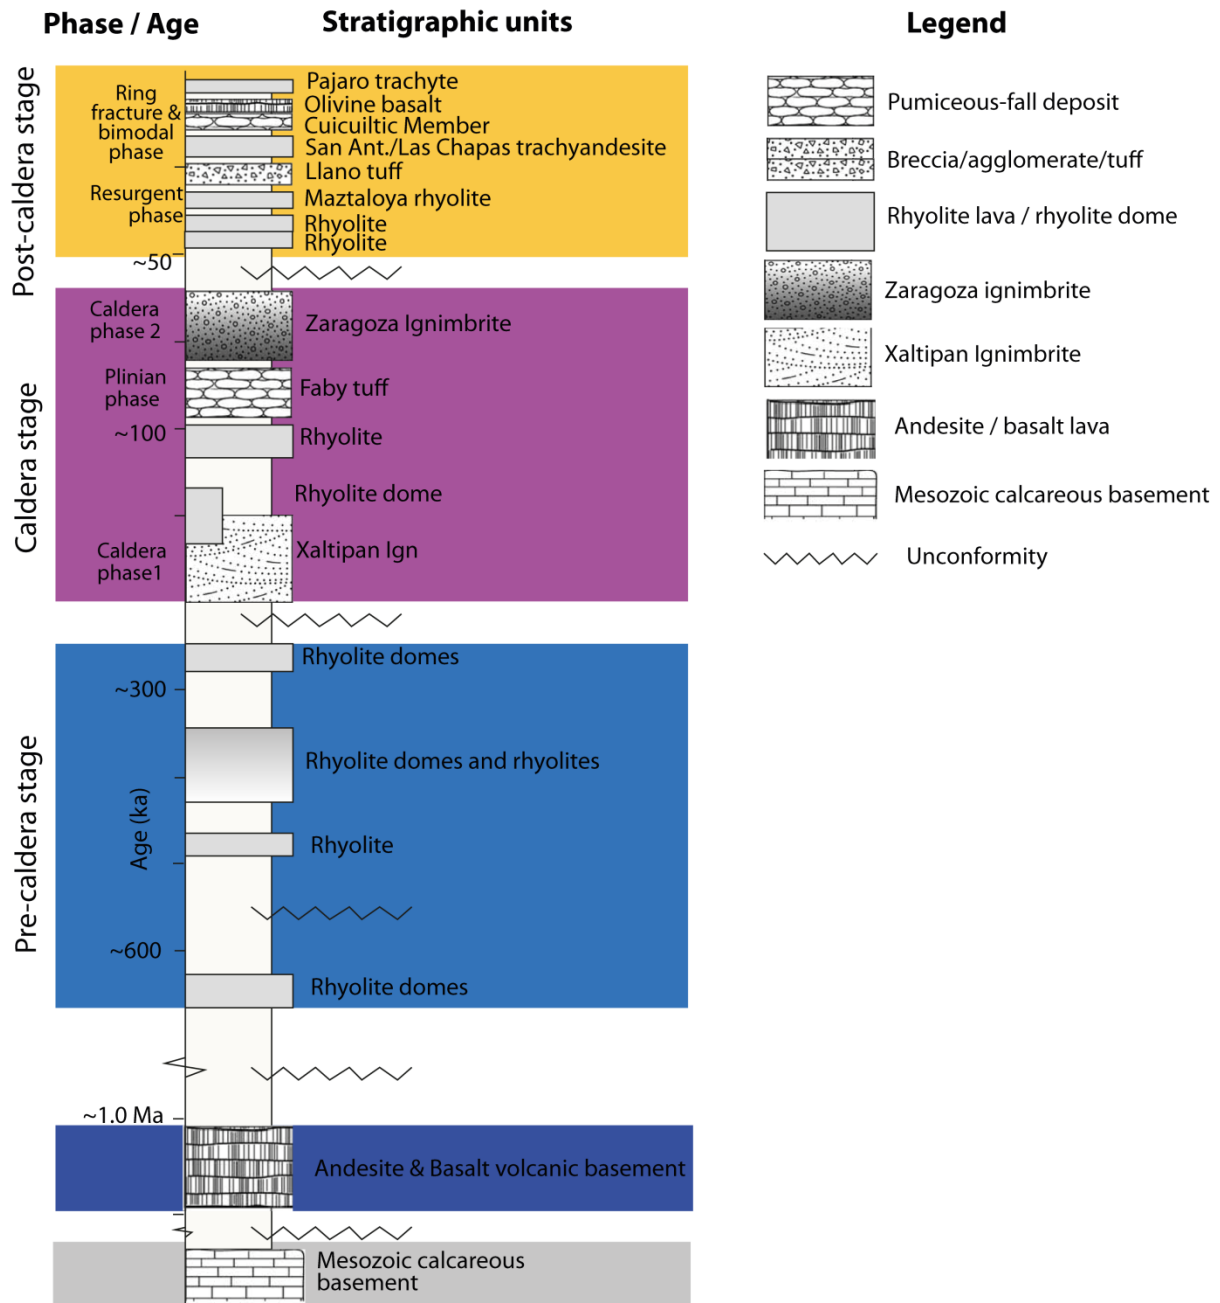 Phase / Age
Stratigraphic units
Legend
Post-caldera stage
Ring
fracture &
bimodal
phase
Resurgent
phase
~50
Pajaro trachyte
Olivine basalt
Cuicuiltic Member
San Ant./Las Chapas trachyandesite
Llano tuff
Maztaloya rhyolite
Rhyolite
Rhyolite
Caldera stage
Caldera
phase 2
Plinian
phase
~100
Caldera
phase1
Zaragoza Ignimbrite
Faby tuff
Rhyolite
Rhyolite dome
Xaltipan Ign
Pre-caldera stage
~300
Age (ka)
~600
Rhyolite domes
Rhyolite domes and rhyolites
Rhyolite
Rhyolite domes
~1.0 Ma
Andesite & Basalt volcanic basement
Mesozoic calcareous
basement
Pumiceous-fall deposit
Breccia/agglomerate/tuff
Rhyolite lava / rhyolite dome
Zaragoza ignimbrite
Xaltipan Ignimbrite
Andesite / basalt lava
Mesozoic calcareous basement
Unconformity